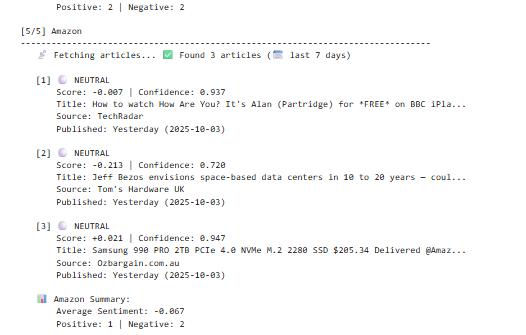 Positive: 2 | Negative: 2
[5/5] Amazon
--------------------------------------------------------------------------------
Fetching articles... ✅ Found 3 articles (📅 last 7 days)
[1] ⚪ NEUTRAL
Score: -0.007 | Confidence: 0.937
Title: How to watch How Are You? It's Alan (Partridge) for *FREE* on BBC iPla...
Source: TechRadar
Published: Yesterday (2025-10-03)
[2] ⚪ NEUTRAL
Score: -0.213 | Confidence: 0.720
Title: Jeff Bezos envisions space-based data centers in 10 to 20 years — coul...
Source: Tom's Hardware UK
Published: Yesterday (2025-10-03)
[3] ⚪ NEUTRAL
Score: +0.021 | Confidence: 0.947
Title: Samsung 990 PRO 2TB PCIe 4.0 NVMe M.2 2280 SSD $205.34 Delivered @Amaz...
Source: Ozbargain.com.au
Published: Yesterday (2025-10-03)
📊 Amazon Summary:
Average Sentiment: -0.067
Positive: 1 | Negative: 2